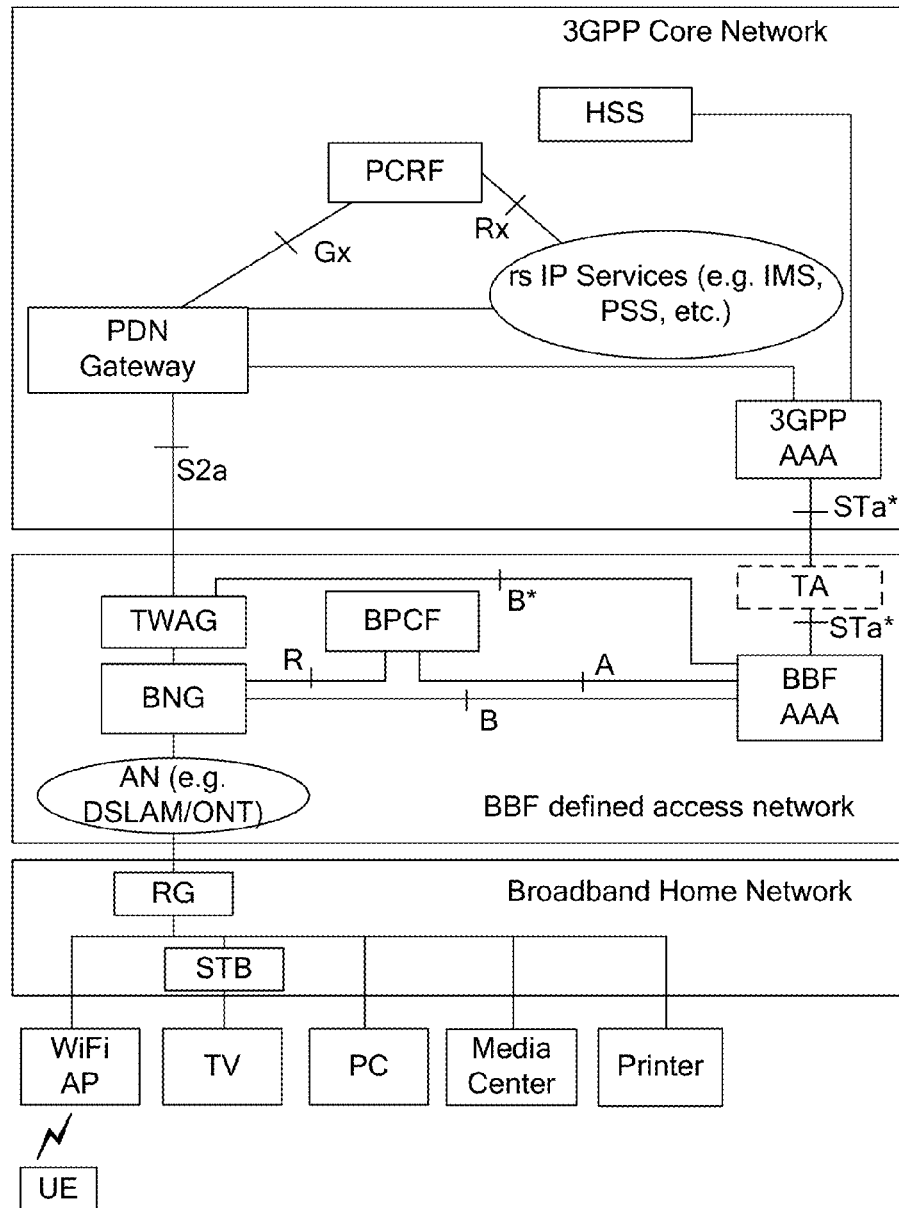 3GPP Core Network
HSS
PCRF
Rx
Gx
rs IP Services (e.g. IMS,
PSS, etc.)
PDN
Gateway
3GPP
AAA
S2a
STa*
TA
B*
TWAG
BPCF
STa*
R
A
BNG
B
BBF
AAA
AN (e.g.
DSLAM/ONT)
BBF defined access network
RG
Broadband Home Network
STB
WiFi
AP
TV
PC
Media
Center
Printer
UE